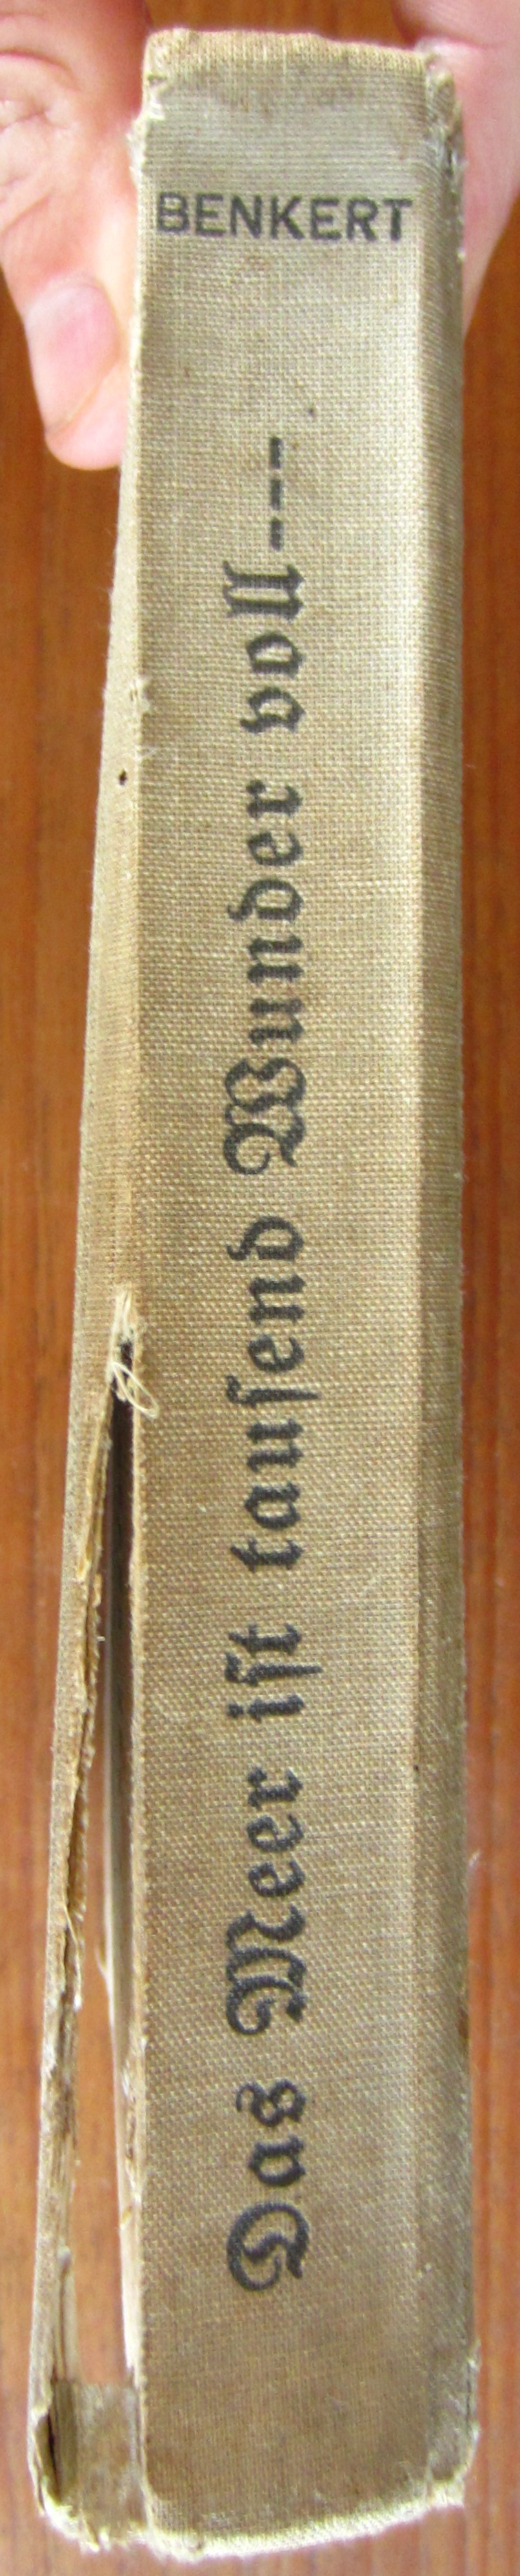 BENKERT
Das Meer iſt tauſend Wunder voll----